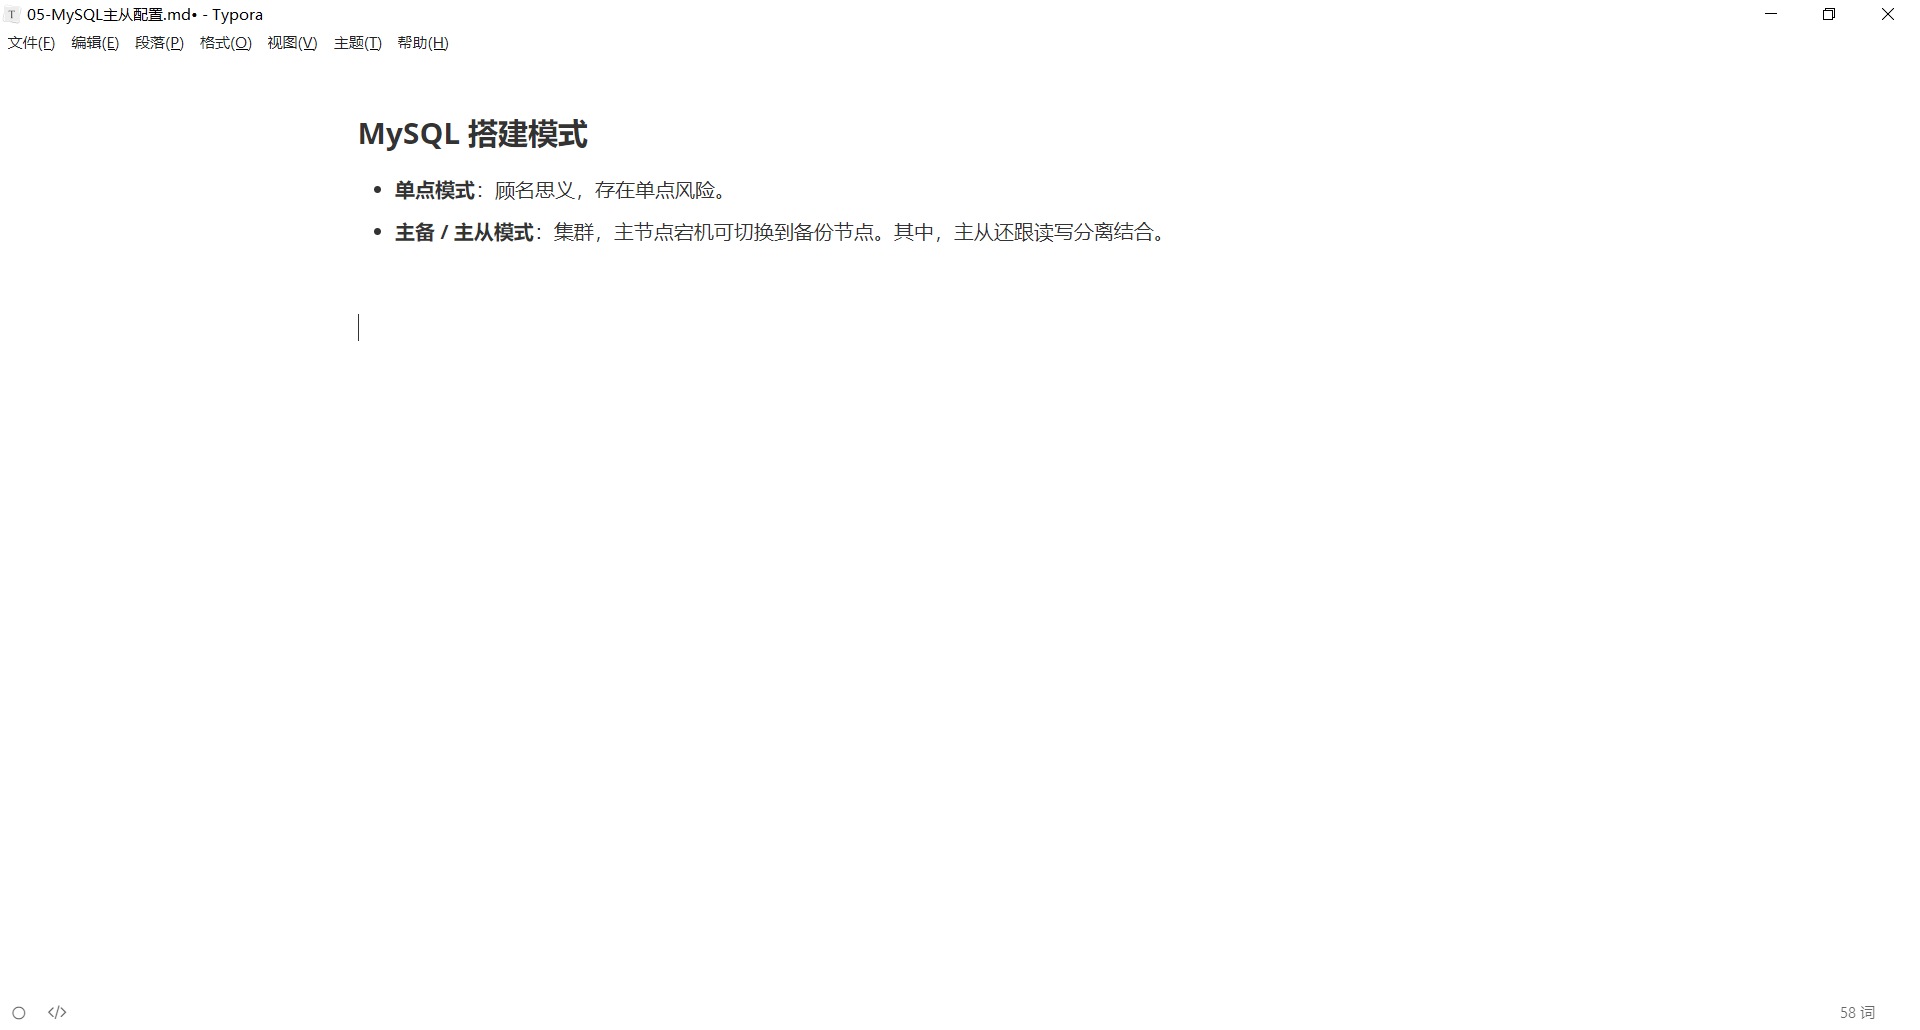 05-MySQL主从配置.md• - Typora
文件(F) 编辑(E) 段落(P) 格式(O) 视图(V) 主题(T) 帮助(H)
MySQL 搭建模式
• 单点模式：顾名思义，存在单点风险。
• 主备 / 主从模式：集群，主节点宕机可切换到备份节点。其中，主从还跟读写分离结合。
</> 58 词